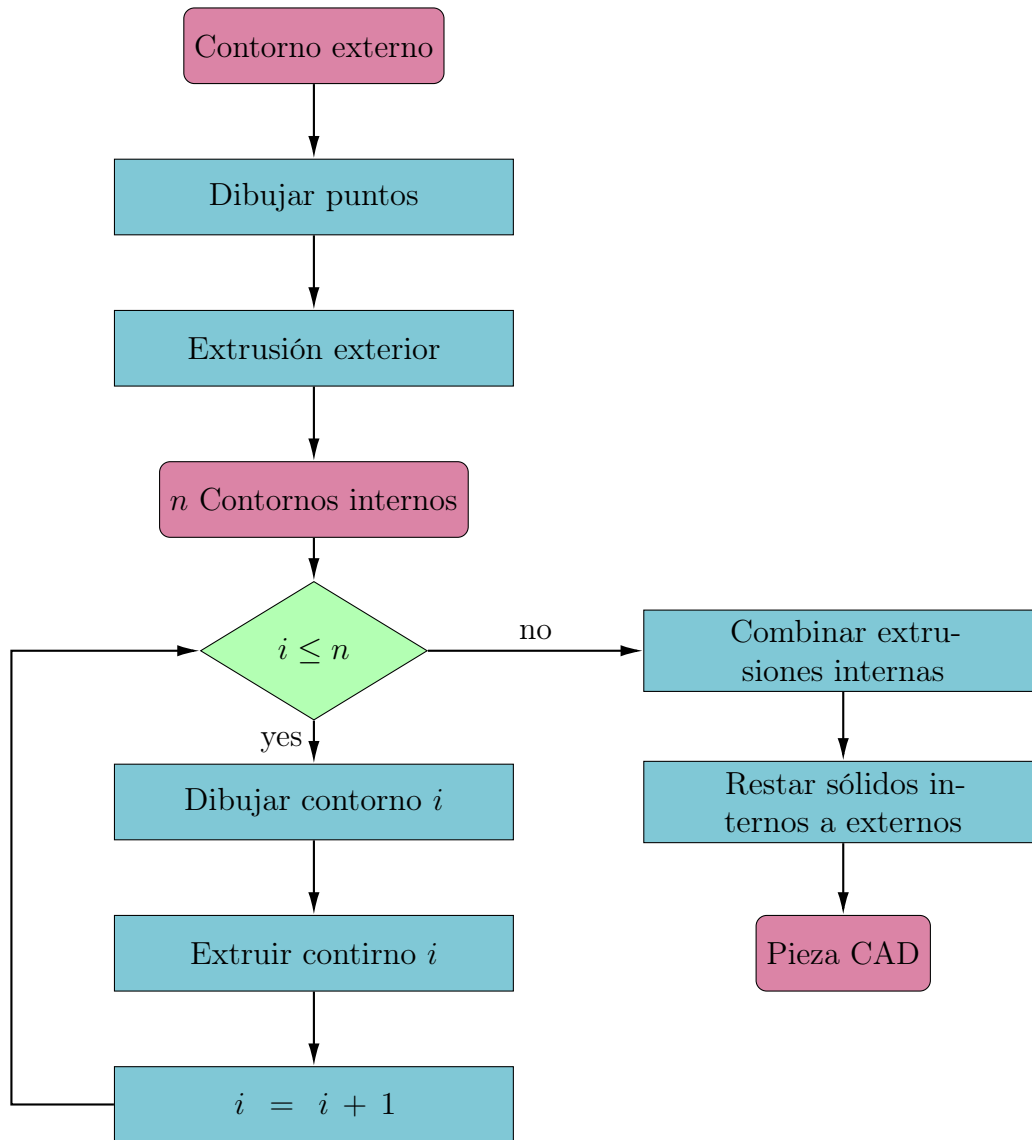 Contorno externo
Dibujar puntos
Extrusión exterior
n Contornos internos
i ≤ n
no
yes
Combinar extru-
siones internas
Dibujar contorno i
Restar sólidos in-
ternos a externos
Extruir contirno i
Pieza CAD
i = i + 1